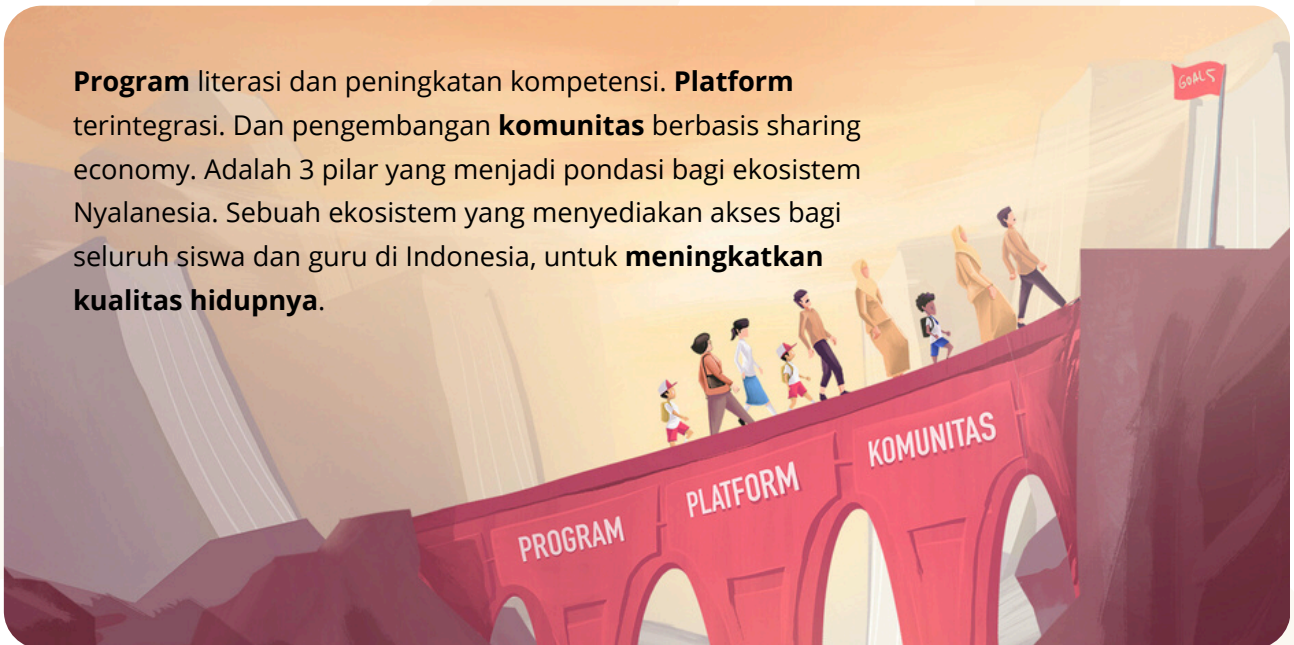 Program literasi dan peningkatan kompetensi. Platform
terintegrasi. Dan pengembangan komunitas berbasis sharing
economy. Adalah 3 pilar yang menjadi pondasi bagi ekosistem
Nyalanesia. Sebuah ekosistem yang menyediakan akses bagi
seluruh siswa dan guru di Indonesia, untuk meningkatkan
kualitas hidupnya.
GOALS
KOMUNITAS
PLATFORM
PROGRAM